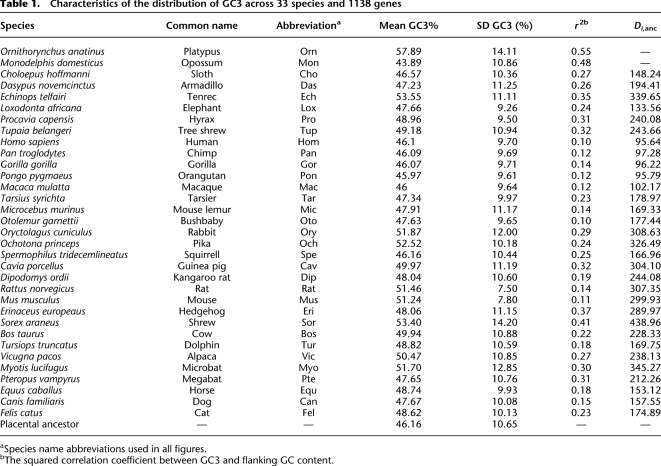 Table 1. Characteristics of the distribution of GC3 across 33 species and 1138 genes
Species Common name Abbreviationᵃ Mean GC3% SD GC3 (%) r²ᵇ Di,anc
Ornithorynchus anatinus Platypus Orn 57.89 14.11 0.55 —
Monodelphis domesticus Opossum Mon 43.89 10.86 0.48 —
Choloepus hoffmanni Sloth Cho 46.57 10.36 0.27 148.24
Dasypus novemcinctus Armadillo Das 47.23 11.25 0.26 194.41
Echinops telfairi Tenrec Ech 53.55 11.11 0.35 339.65
Loxodonta africana Elephant Lox 47.66 9.26 0.24 133.56
Procavia capensis Hyrax Pro 48.96 9.50 0.31 240.08
Tupaia belangeri Tree shrew Tup 49.18 10.94 0.32 243.66
Homo sapiens Human Hom 46.1 9.70 0.10 95.64
Pan troglodytes Chimp Pan 46.09 9.69 0.12 97.28
Gorilla gorilla Gorilla Gor 46.07 9.71 0.14 96.22
Pongo pygmaeus Orangutan Pon 45.97 9.61 0.12 95.79
Macaca mulatta Macaque Mac 46 9.64 0.12 102.17
Tarsius syrichta Tarsier Tar 47.34 9.97 0.23 178.97
Microcebus murinus Mouse lemur Mic 47.91 11.17 0.14 169.33
Otolemur garnettii Bushbaby Oto 47.63 9.65 0.10 177.44
Oryctolagus cuniculus Rabbit Ory 51.87 12.00 0.29 308.63
Ochotona princeps Pika Och 52.52 10.18 0.24 326.49
Spermophilus tridecemlineatus Squirrell Spe 46.16 10.44 0.25 166.96
Cavia porcellus Guinea pig Cav 49.97 11.19 0.32 304.10
Dipodomys ordii Kangaroo rat Dip 48.04 10.60 0.19 244.08
Rattus norvegicus Rat Rat 51.46 7.50 0.14 307.35
Mus musculus Mouse Mus 51.24 7.80 0.11 299.93
Erinaceus europeaus Hedgehog Eri 48.06 11.15 0.37 289.97
Sorex araneus Shrew Sor 53.40 14.20 0.41 438.96
Bos taurus Cow Bos 49.94 10.88 0.22 228.33
Tursiops truncatus Dolphin Tur 48.82 10.59 0.18 169.75
Vicugna pacos Alpaca Vic 50.47 10.85 0.27 238.13
Myotis lucifugus Microbat Myo 51.70 12.85 0.30 345.27
Pteropus vampyrus Megabat Pte 47.65 10.76 0.31 212.26
Equus caballus Horse Equ 48.74 9.93 0.18 153.12
Canis familiaris Dog Can 47.67 10.08 0.15 157.55
Felis catus Cat Fel 48.62 10.13 0.23 174.89
Placental ancestor — — 46.16 10.65 — —
ᵃSpecies name abbreviations used in all figures.
ᵇThe squared correlation coefficient between GC3 and flanking GC content.